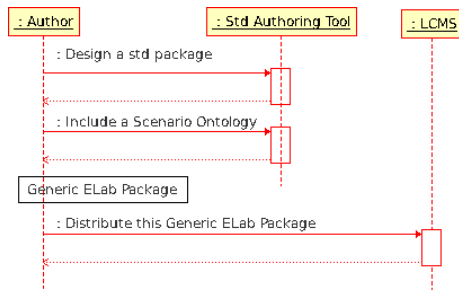 : Author
: Std Authoring Tool
: LCMS
: Design a std package
: Include a Scenario Ontology
Generic ELab Package
: Distribute this Generic ELab Package